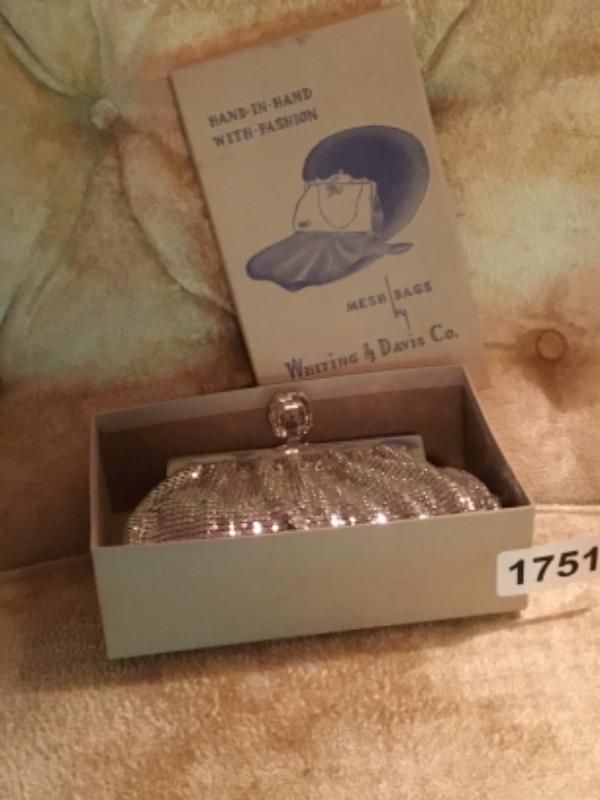 HAND-IN-HAND
WITH-FASHION
MESH BAGS
by
WHITING & DAVIS CO.
1751